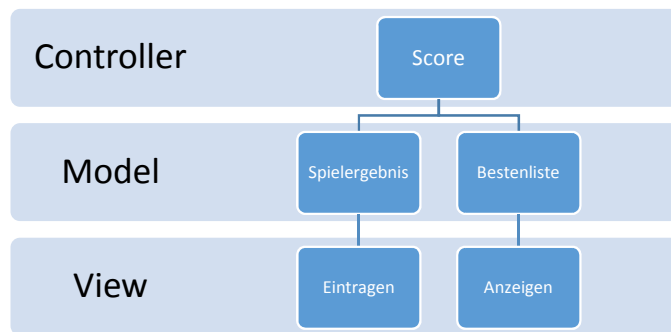 Controller
Score
Model
Spielergebnis
Bestenliste
View
Eintragen
Anzeigen